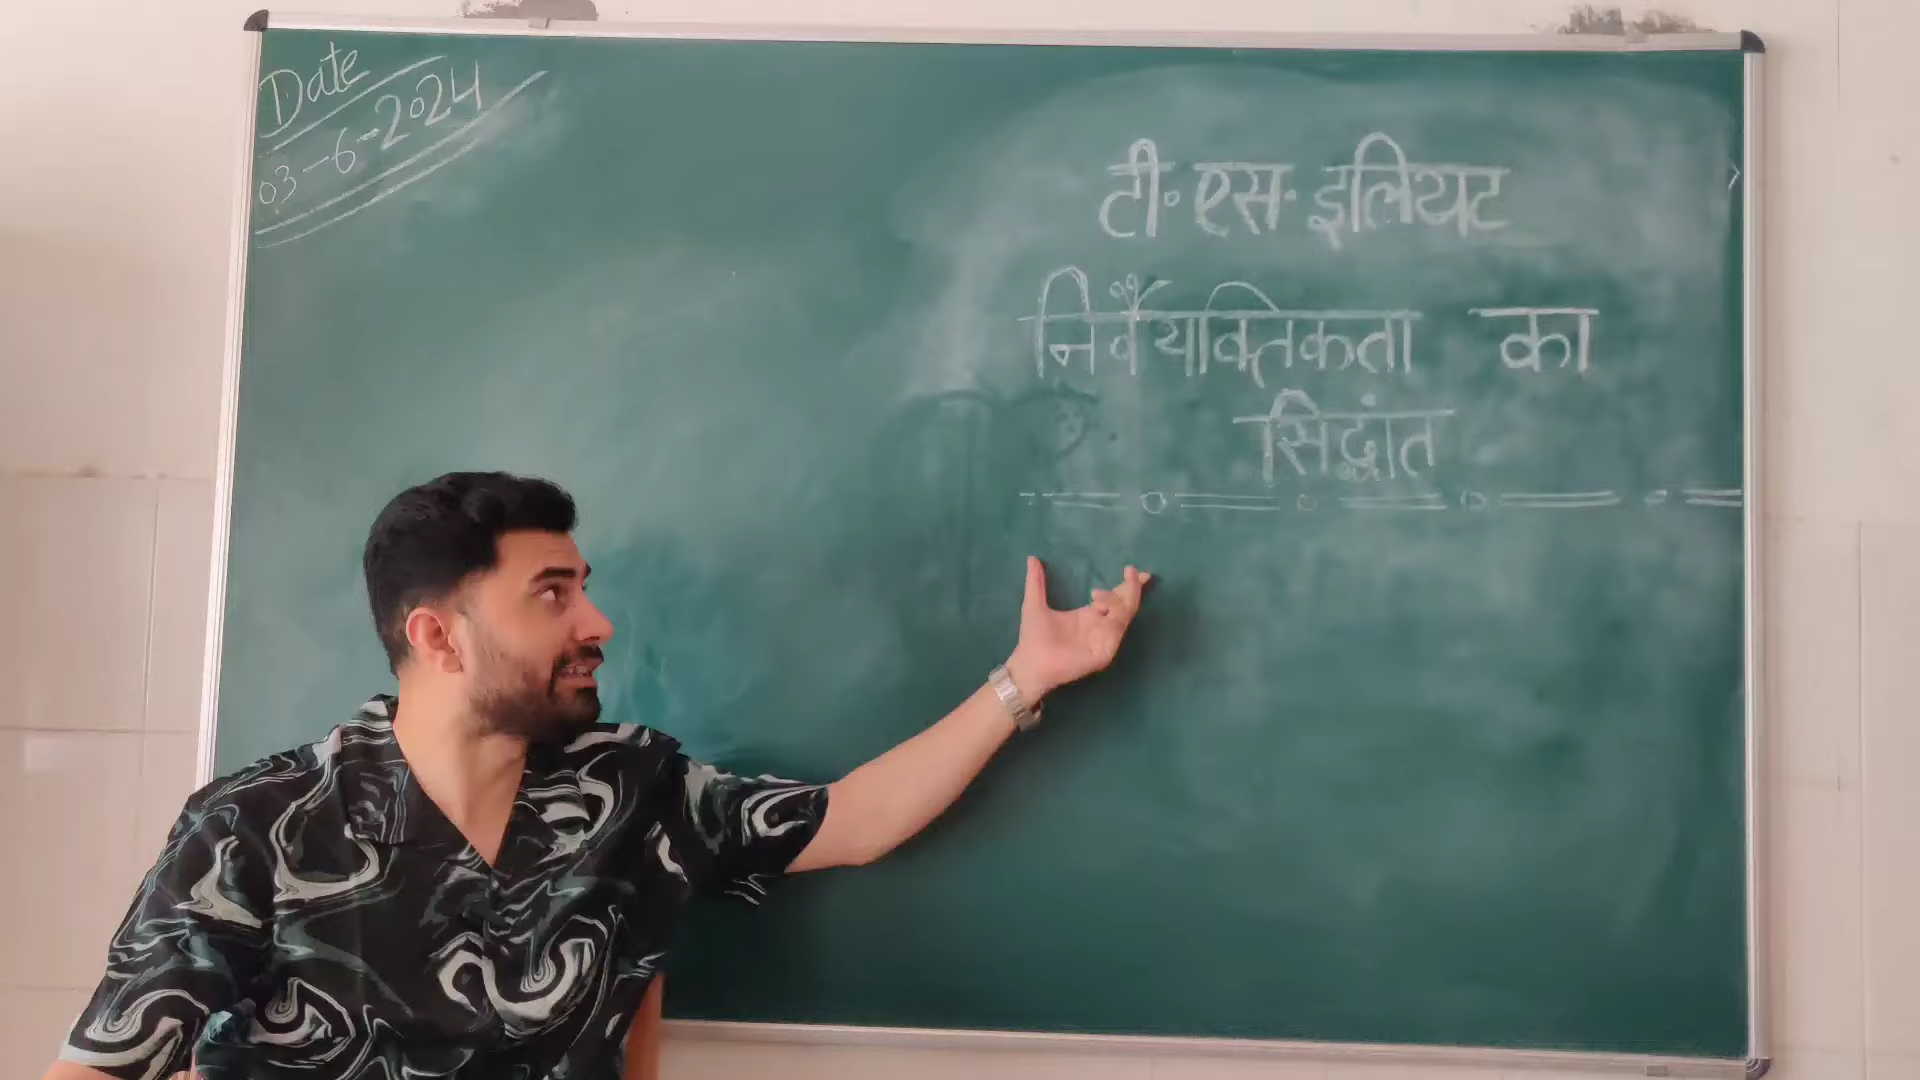 Date
03-6-2024
टी. एस. इलियट
निर्वैयक्तिकता का
सिद्धांत